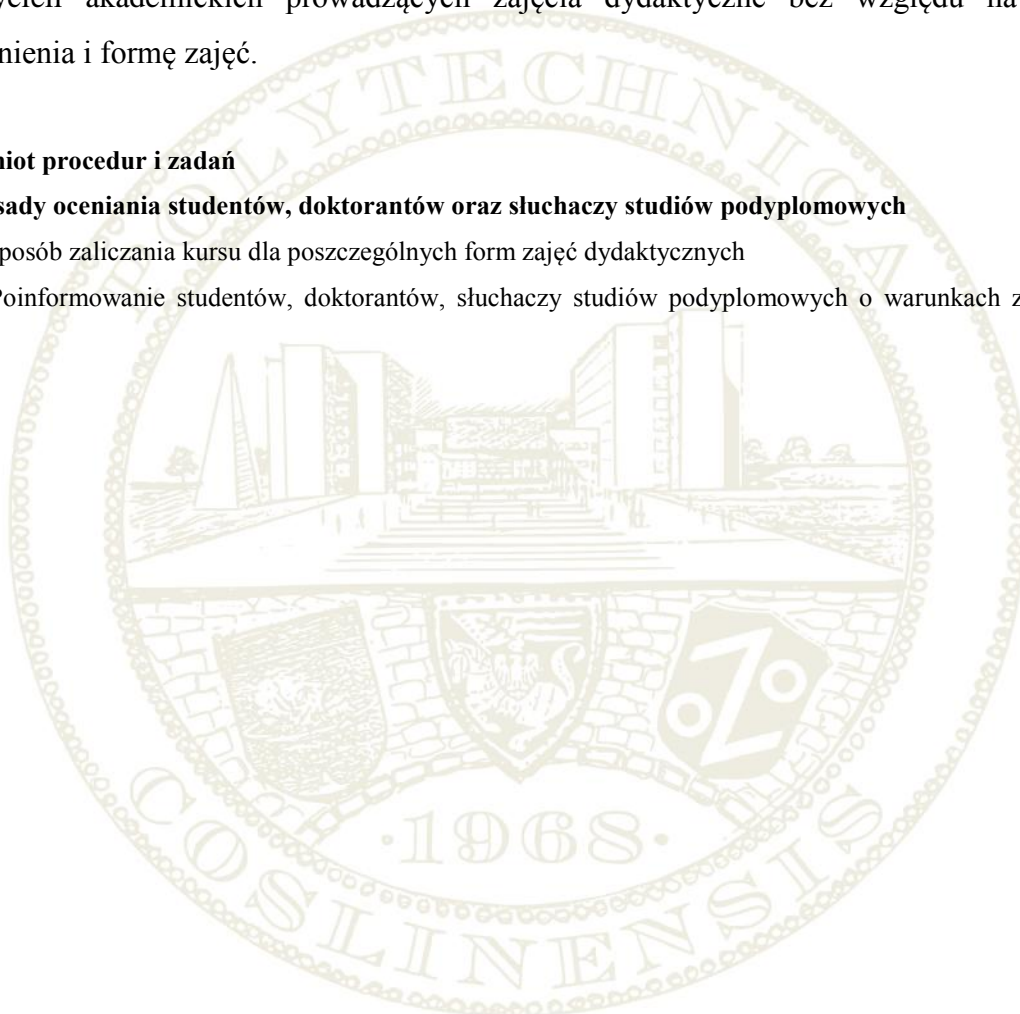 ycieli akademickich prowadzących zajęcia dydaktyczne bez względu na
nienia i formę zajęć.
niot procedur i zadań
sady oceniania studentów, doktorantów oraz słuchaczy studiów podyplomowych
posób zaliczania kursu dla poszczególnych form zajęć dydaktycznych
Poinformowanie studentów, doktorantów, słuchaczy studiów podyplomowych o warunkach z
POLYTECHNICA
·1968·
COSLINENSIS